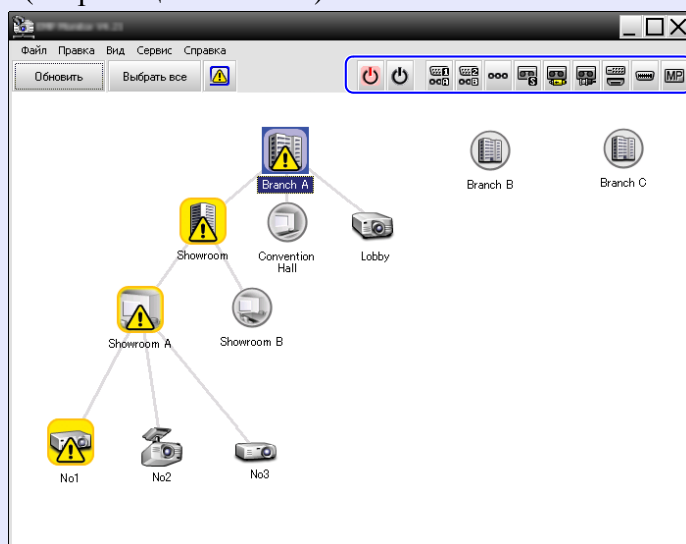 Файл Правка Вид Сервис Справка
Обновить Выбрать все
MP
Branch A Branch B Branch C
Showroom Convention Hall Lobby
Showroom A Showroom B
No1 No2 No3